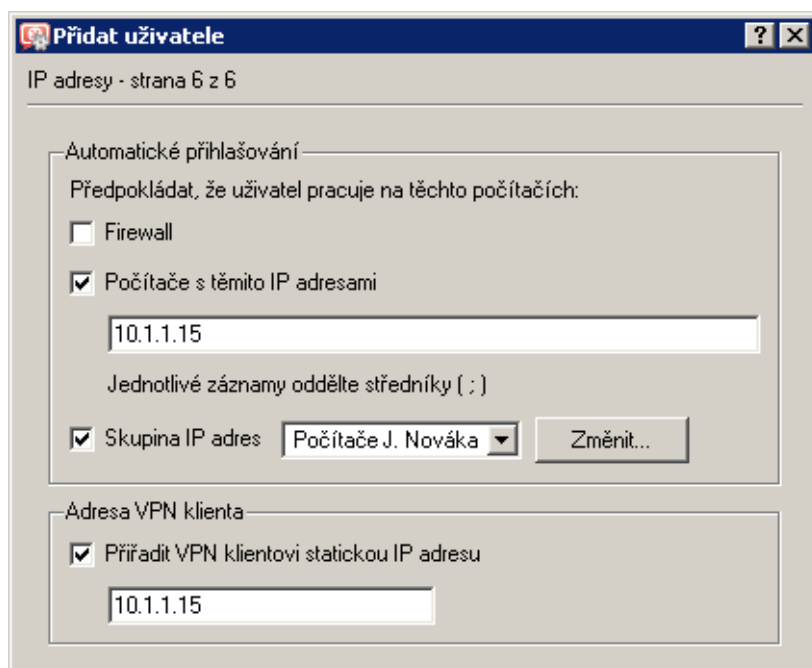 Přidat uživatele
IP adresy - strana 6 z 6
Automatické přihlašování
Předpokládat, že uživatel pracuje na těchto počítačích:
Firewall
Počítače s těmito IP adresami
10.1.1.15
Jednotlivé záznamy oddělte středníky ( ; )
Skupina IP adres Počítače J. Nováka Změnit...
Adresa VPN klienta
Přiřadit VPN klientovi statickou IP adresu
10.1.1.15